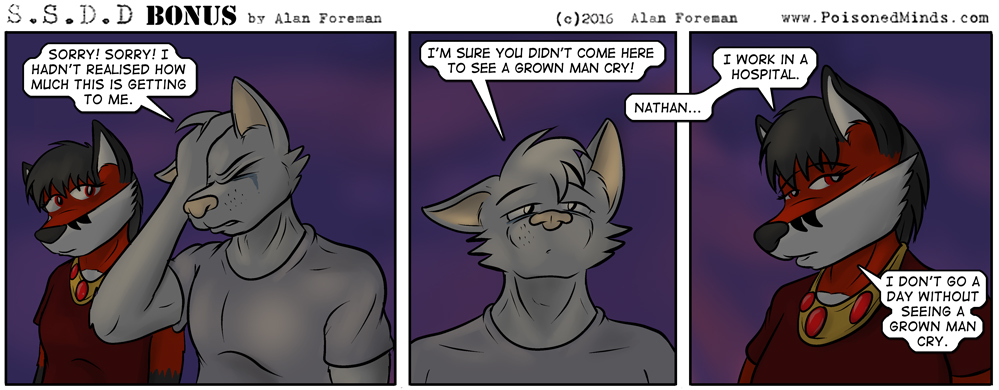 S.S.D.D BONUS by Alan Foreman (c)2016 Alan Foreman www.PoisonedMinds.com
SORRY! SORRY! I
HADN'T REALISED HOW
MUCH THIS IS GETTING
TO ME.
I'M SURE YOU DIDN'T COME HERE
TO SEE A GROWN MAN CRY!
NATHAN...
I WORK IN A
HOSPITAL.
I DON'T GO A
DAY WITHOUT
SEEING A
GROWN MAN
CRY.